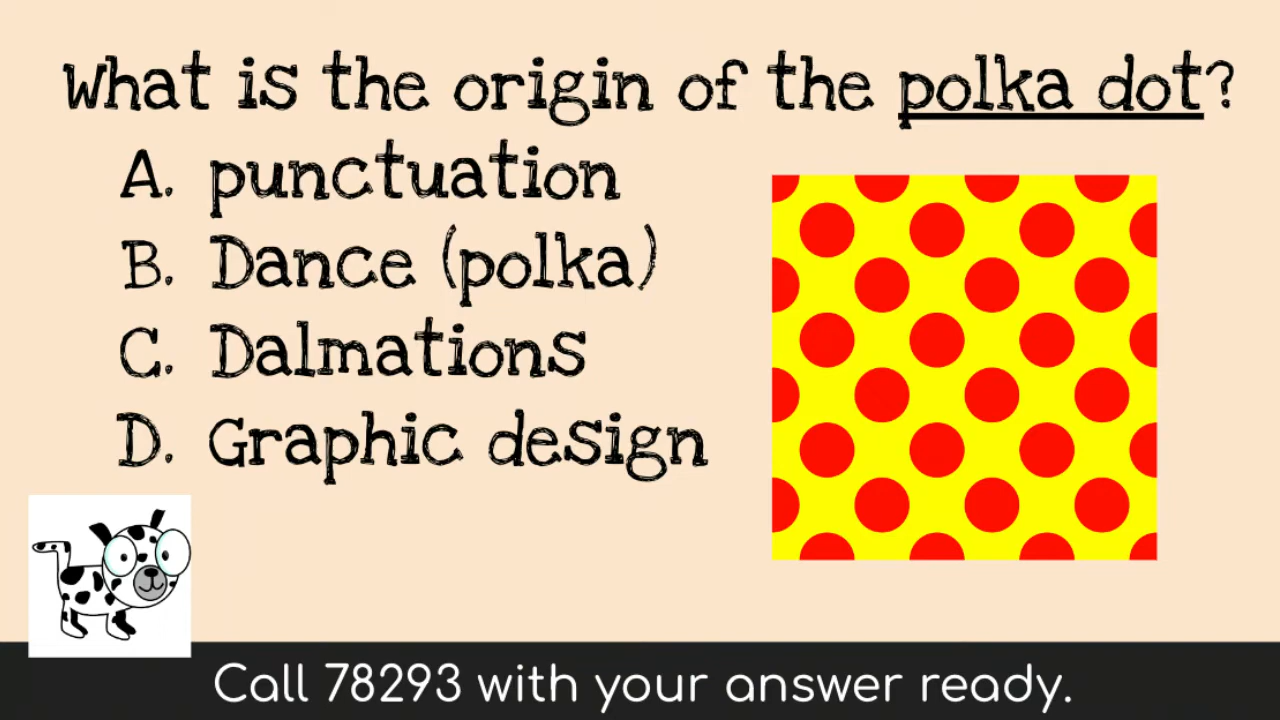 What is the origin of the polka dot?
A. punctuation
B. Dance (polka)
C. Dalmations
D. Graphic design
Call 78293 with your answer ready.